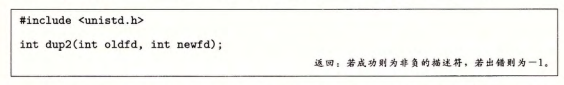 #include <unistd.h>
int dup2(int oldfd, int newfd);
返回：若成功则为非负的描述符，若出错则为－1。